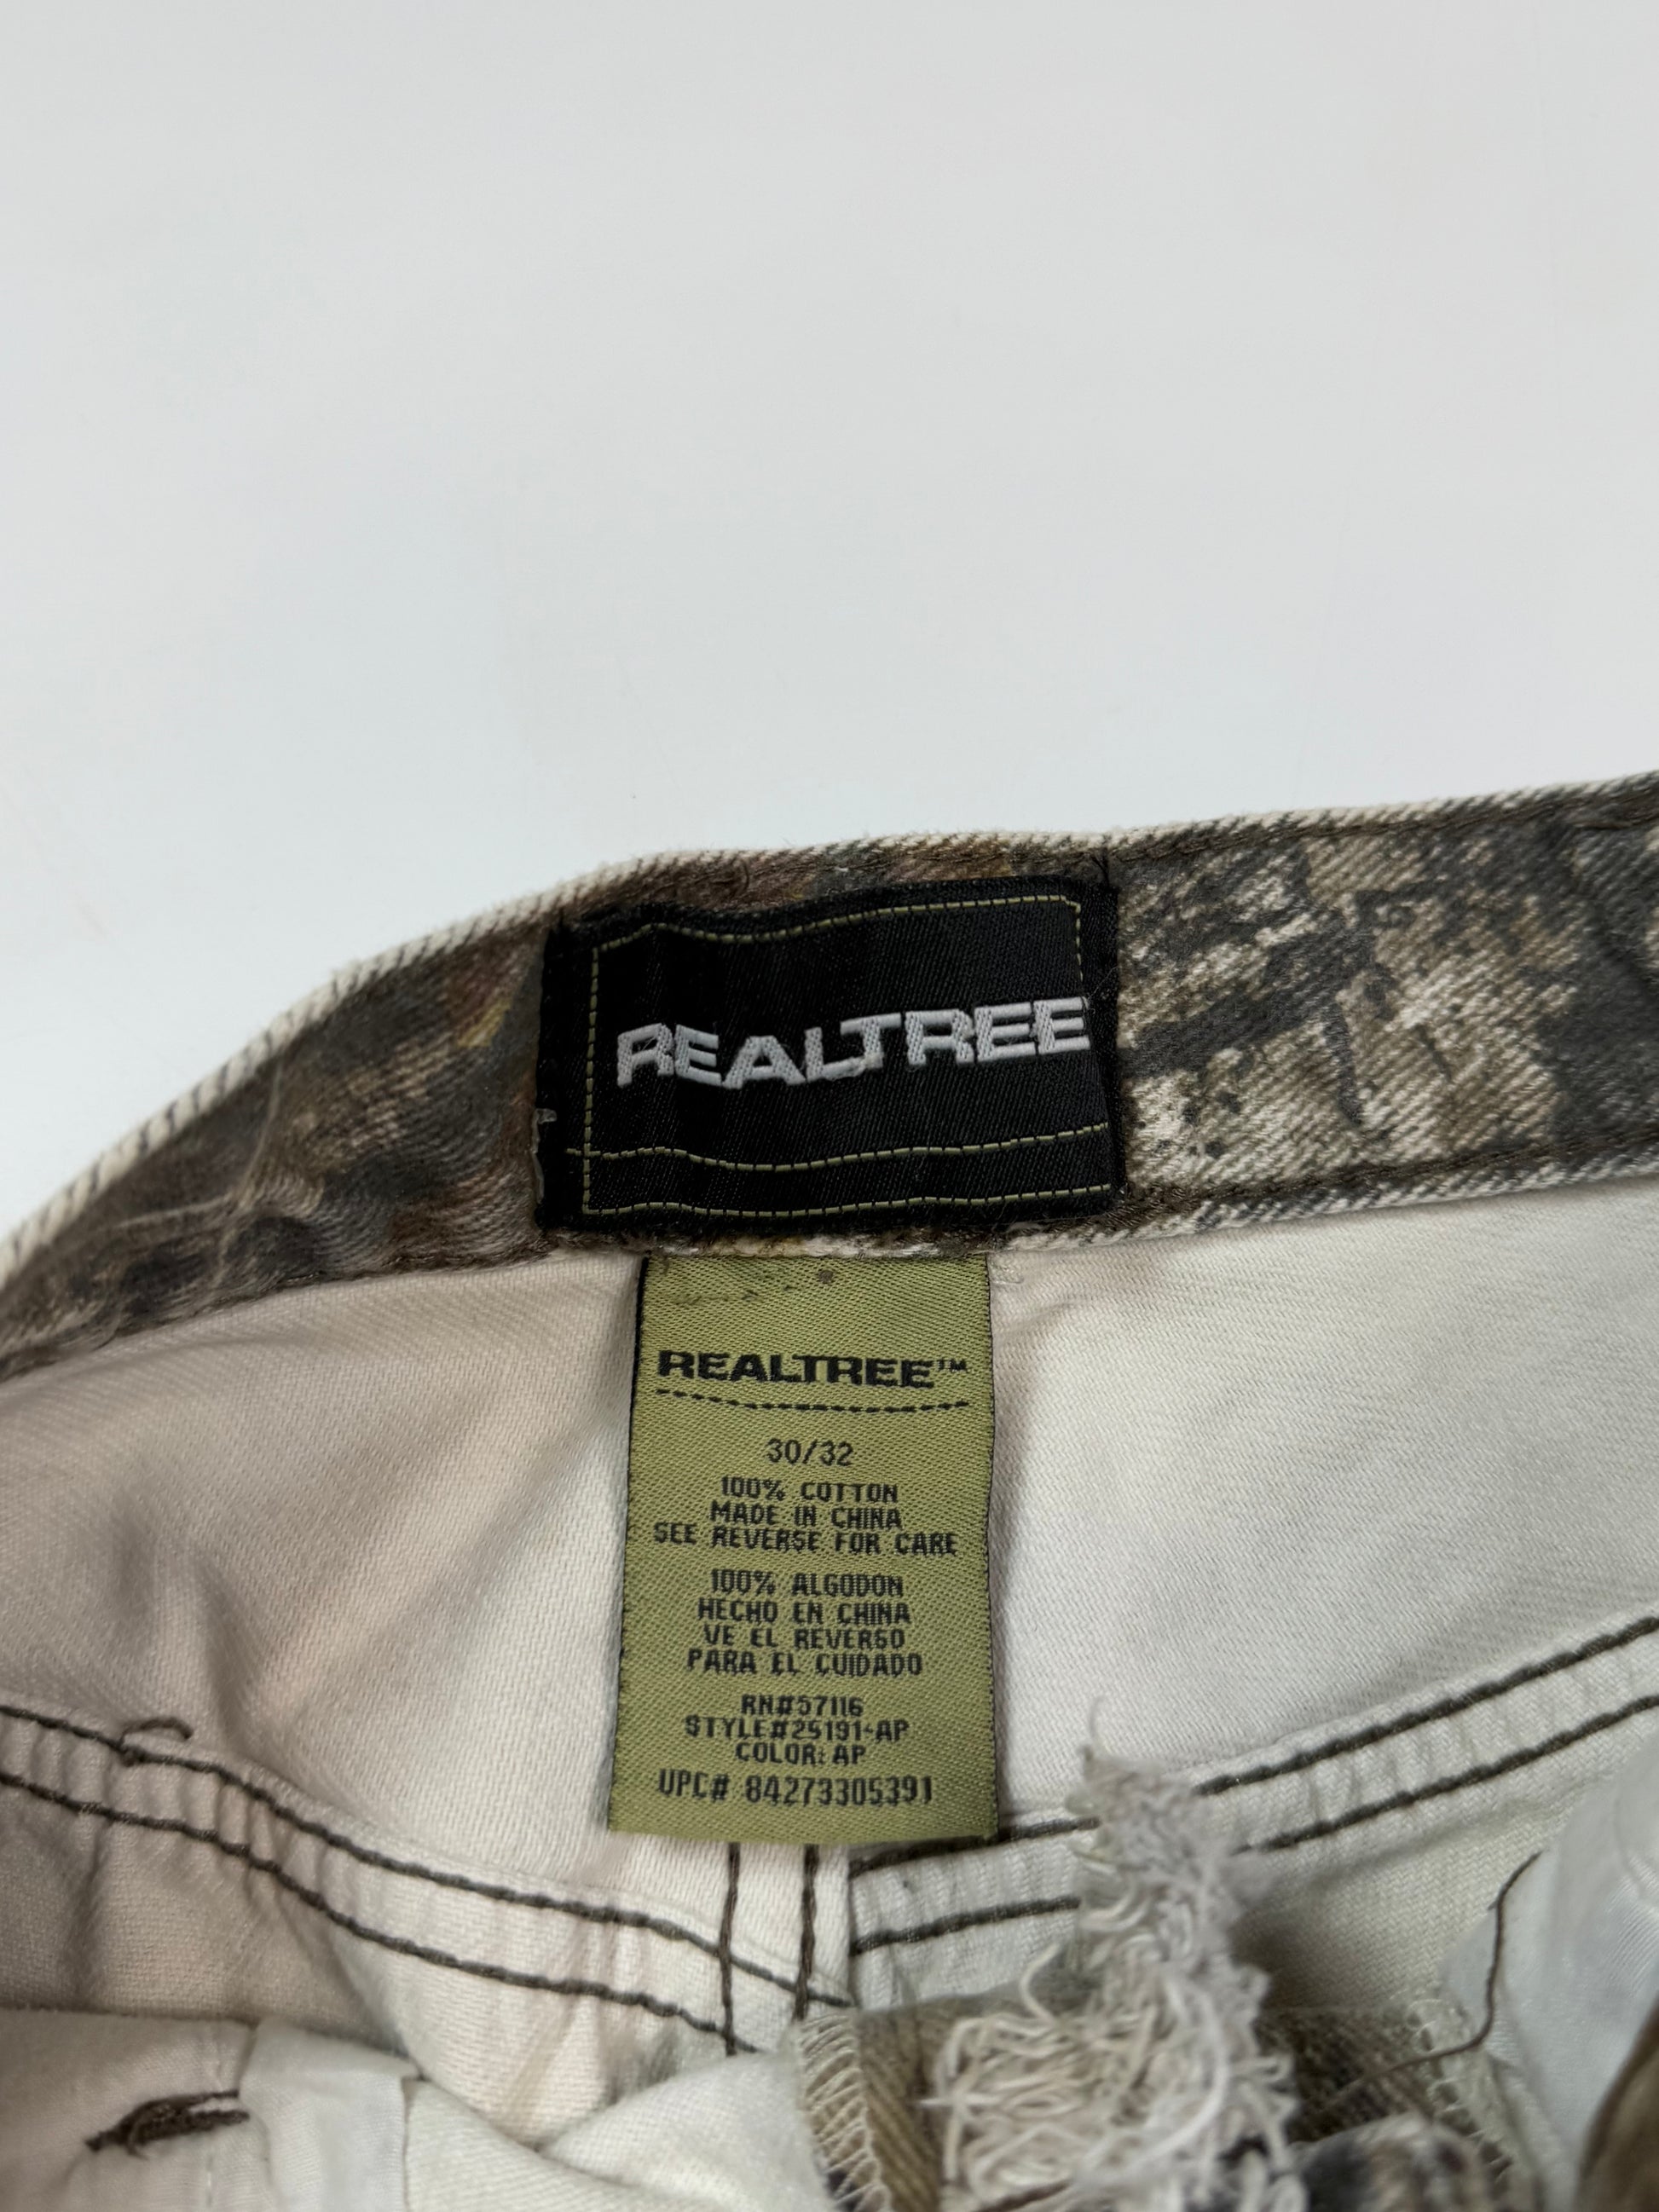 REALTREE
REALTREE™
30/32
100% COTTON
MADE IN CHINA
SEE REVERSE FOR CARE
100% ALGODON
HECHO EN CHINA
VE EL REVERSO
PARA EL CUIDADO
RN#57116
STYLE#25191-AP
COLOR: AP
UPC# 84273305391